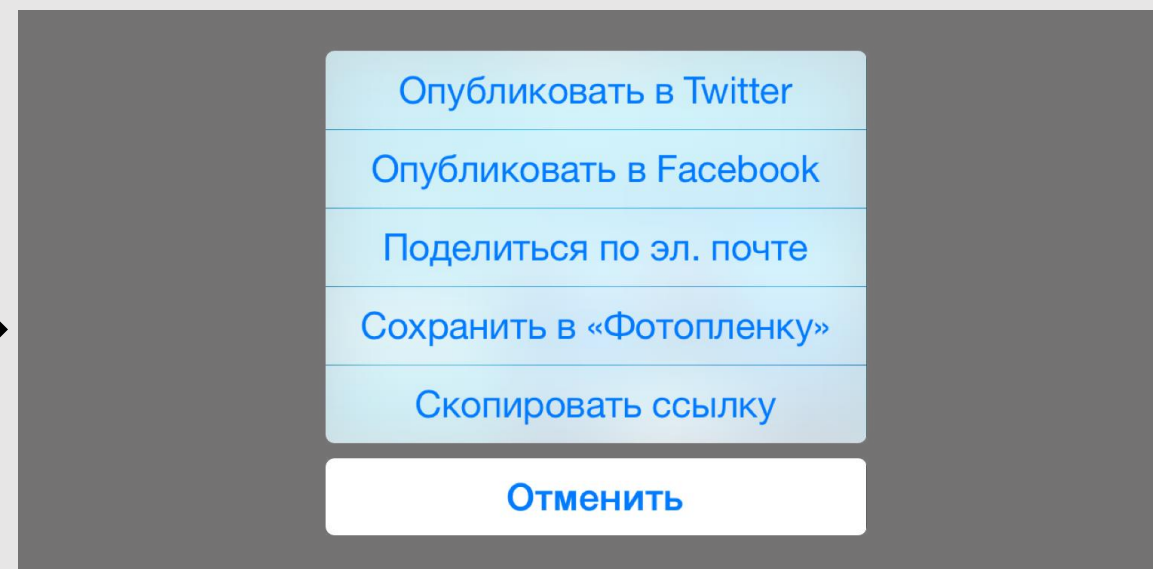 Опубликовать в Twitter
Опубликовать в Facebook
Поделиться по эл. почте
Сохранить в «Фотопленку»
Скопировать ссылку
Отменить